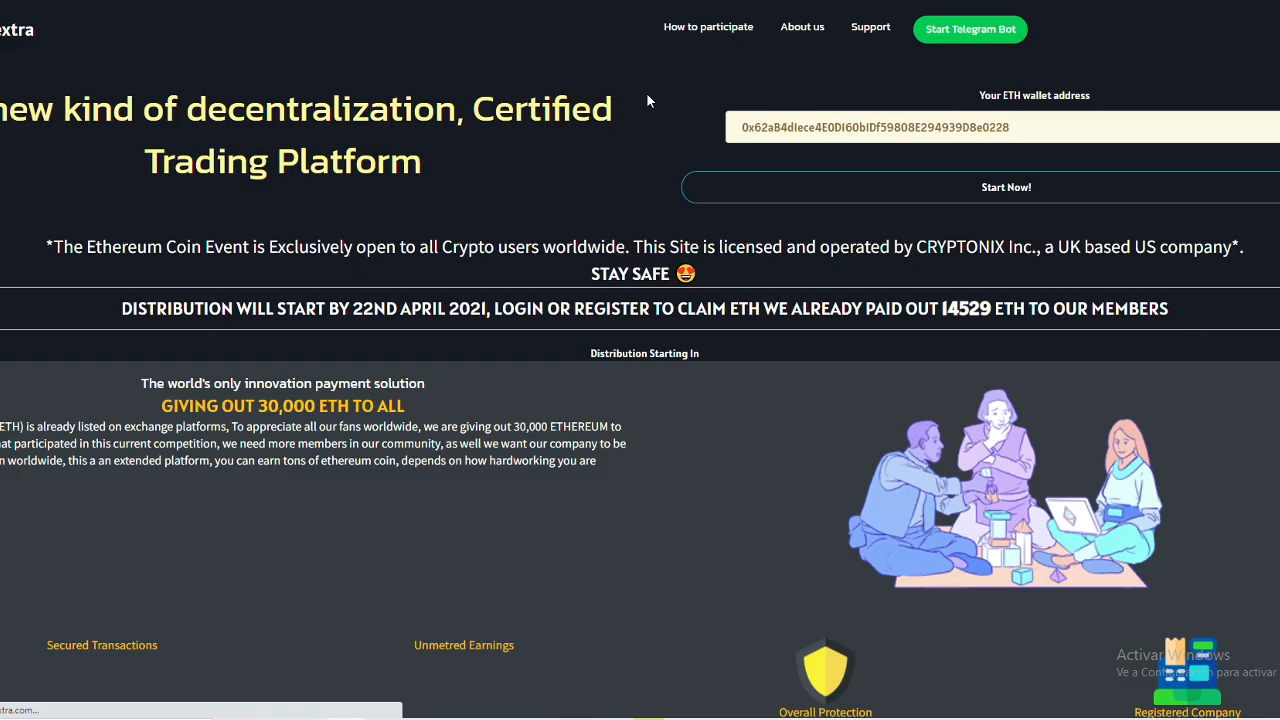 extra
How to participate
About us
Support
Start Telegram Bot
new kind of decentralization, Certified
Trading Platform
Your ETH wallet address
0x62aB4dIece4E0DI60bIDf59808E294939D8e0228
Start Now!
*The Ethereum Coin Event is Exclusively open to all Crypto users worldwide. This Site is licensed and operated by CRYPTONIX Inc., a UK based US company*.
STAY SAFE 😍
DISTRIBUTION WILL START BY 22ND APRIL 2021, LOGIN OR REGISTER TO CLAIM ETH WE ALREADY PAID OUT 14529 ETH TO OUR MEMBERS
Distribution Starting In
The world's only innovation payment solution
GIVING OUT 30,000 ETH TO ALL
ETH) is already listed on exchange platforms, To appreciate all our fans worldwide, we are giving out 30,000 ETHEREUM to
hat participated in this current competition, we need more members in our community, as well we want our company to be
n worldwide, this a an extended platform, you can earn tons of ethereum coin, depends on how hardworking you are
Secured Transactions
Unmetred Earnings
Overall Protection
Registered Company
Activar Windows
Ve a Configuración para activar
xtra.com...